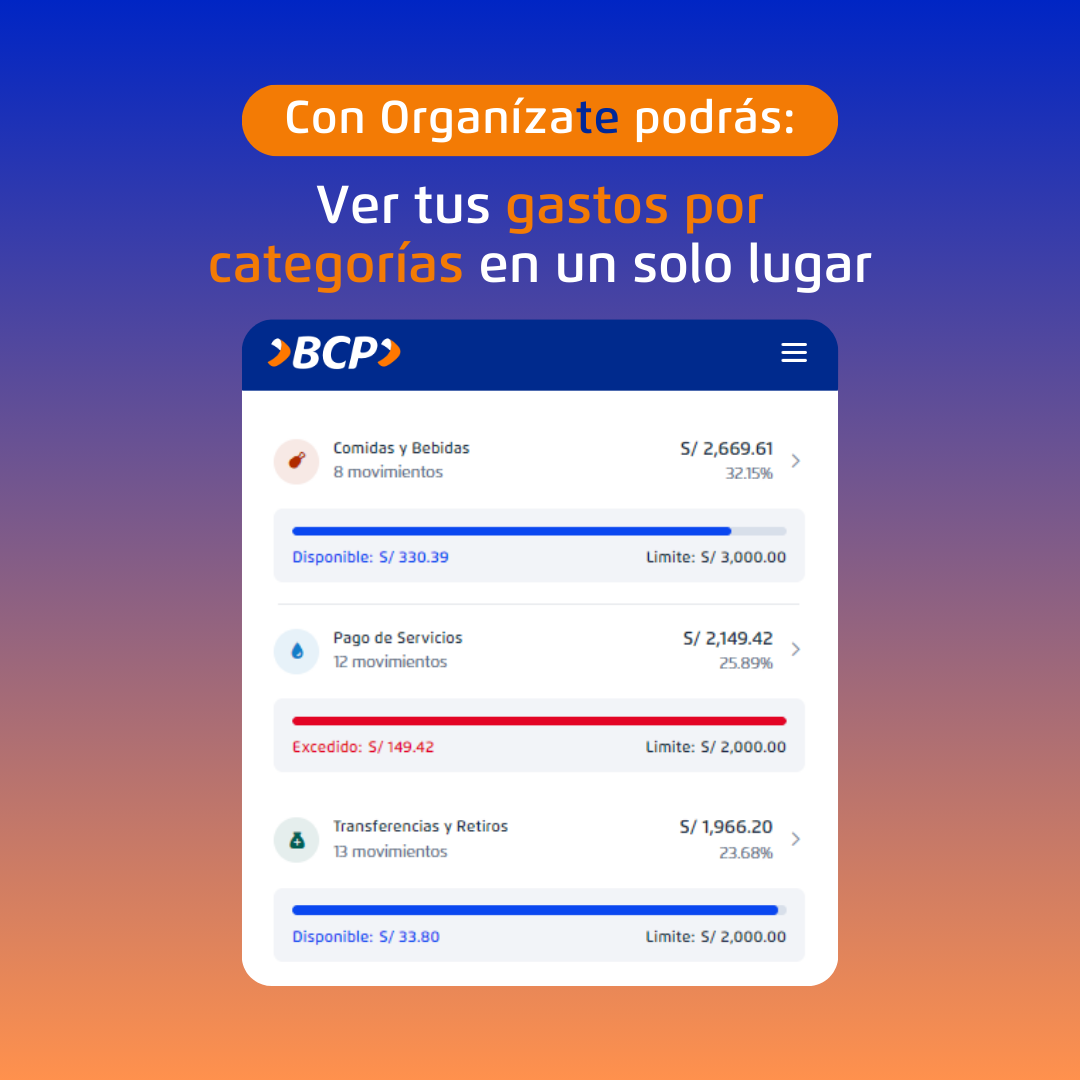 Con Organízate podrás:
Ver tus gastos por
categorías en un solo lugar
BCP
Comidas y Bebidas S/ 2,669.61
8 movimientos 32.15%
Disponible: S/ 330.39 Limite: S/ 3,000.00
Pago de Servicios S/ 2,149.42
12 movimientos 25.89%
Excedido: S/ 149.42 Limite: S/ 2,000.00
Transferencias y Retiros S/ 1,966.20
13 movimientos 23.68%
Disponible: S/ 33.80 Limite: S/ 2,000.00